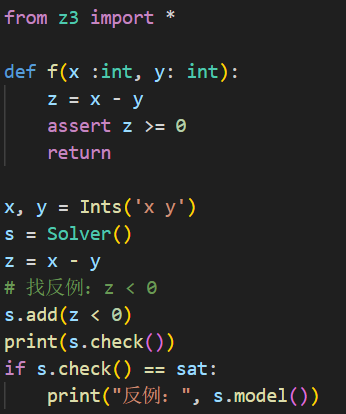 from z3 import *
def f(x :int, y: int):
    z = x - y
    assert z >= 0
    return
x, y = Ints('x y')
s = Solver()
z = x - y
# 找反例：z < 0
s.add(z < 0)
print(s.check())
if s.check() == sat:
    print("反例：", s.model())